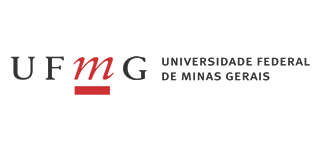 UFmG
UNIVERSIDADE FEDERAL
DE MINAS GERAIS